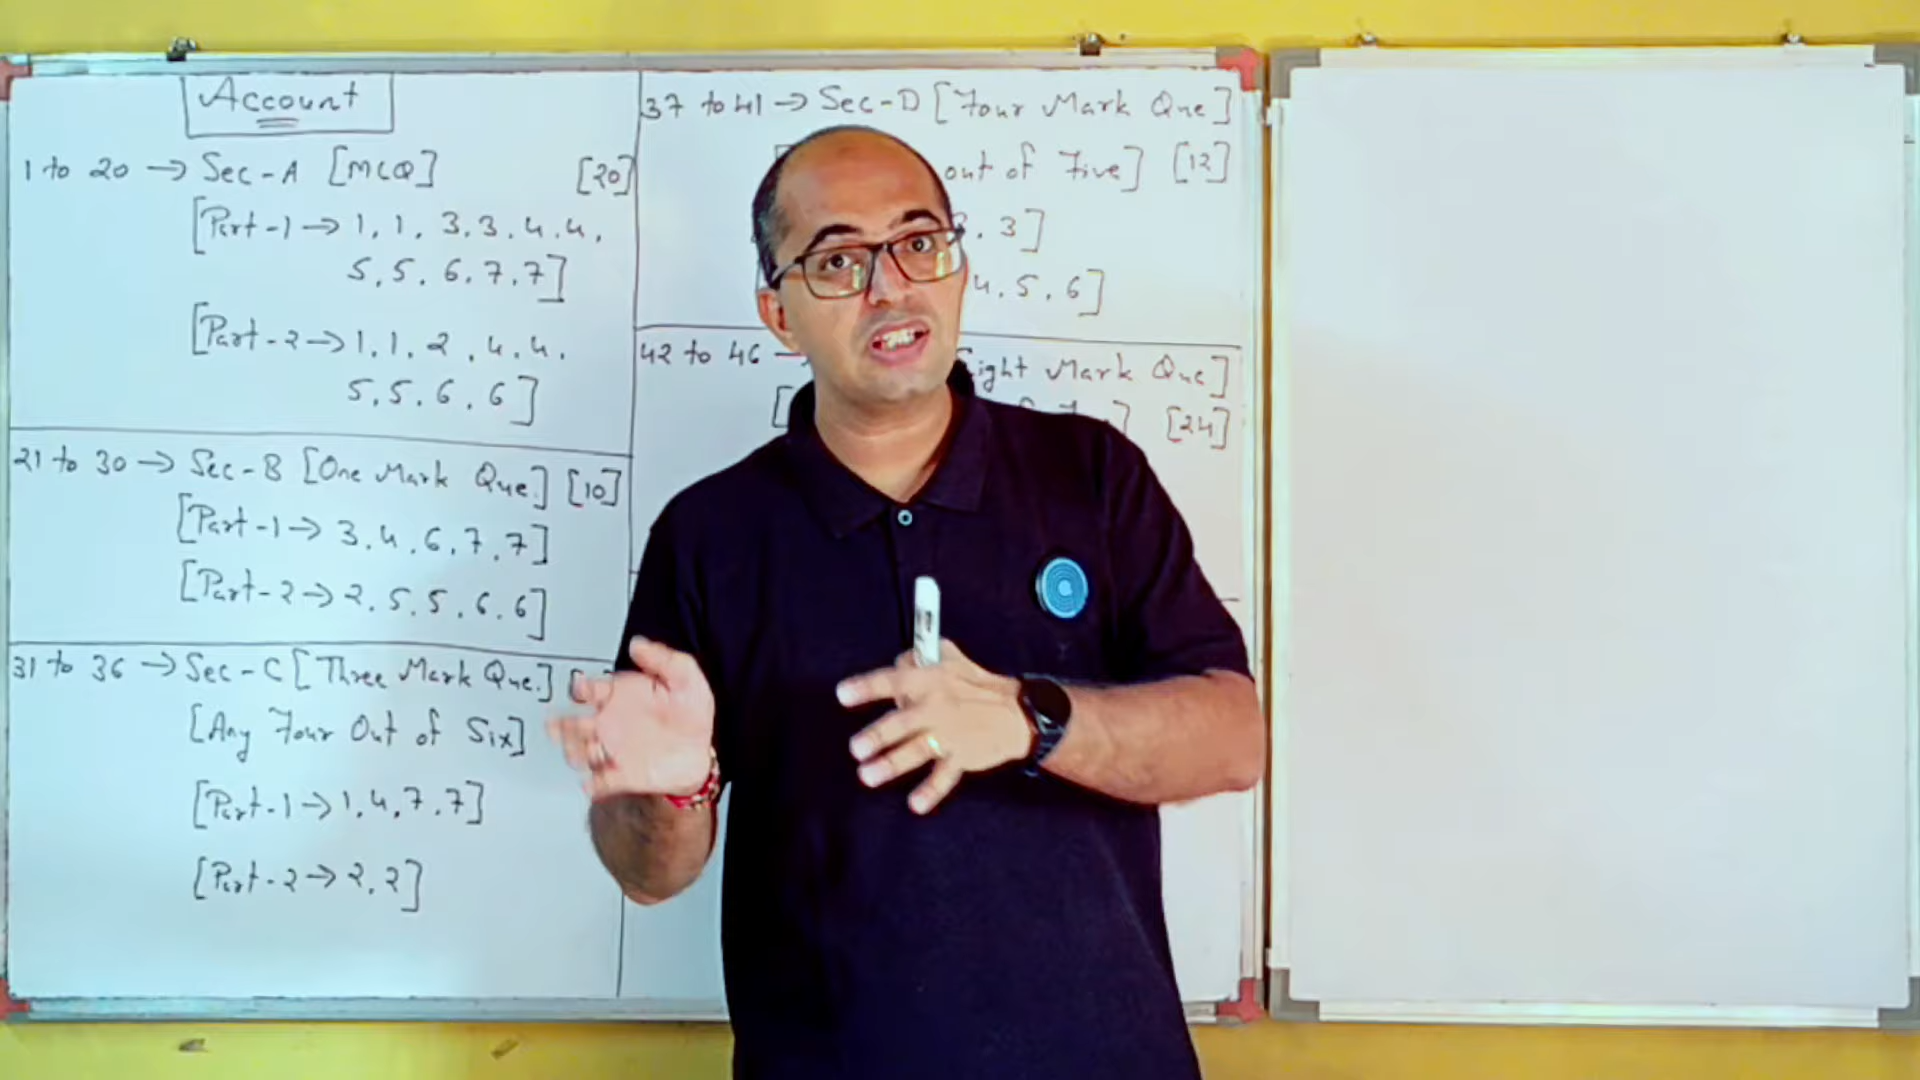 Account
1 to 20 → Sec-A [MCQ] [20]
[Part-1 → 1, 1, 3, 3, 4, 4,
5, 5, 6, 7, 7]
[Part-2 → 1, 1, 2, 4, 4,
5, 5, 6, 6]
21 to 30 → Sec-B [One Mark Que.] [10]
[Part-1 → 3, 4, 6, 7, 7]
[Part-2 → 2, 5, 5, 6, 6]
31 to 36 → Sec-C [Three Mark Que.] [
[Any Four Out of Six]
[Part-1 → 1, 4, 7, 7]
[Part-2 → 2, 2]
37 to 41 → Sec-D [Four Mark Que]
out of Five] [12]
, 3]
4, 5, 6]
42 to 46 → Eight Mark Que]
[ ] [24]